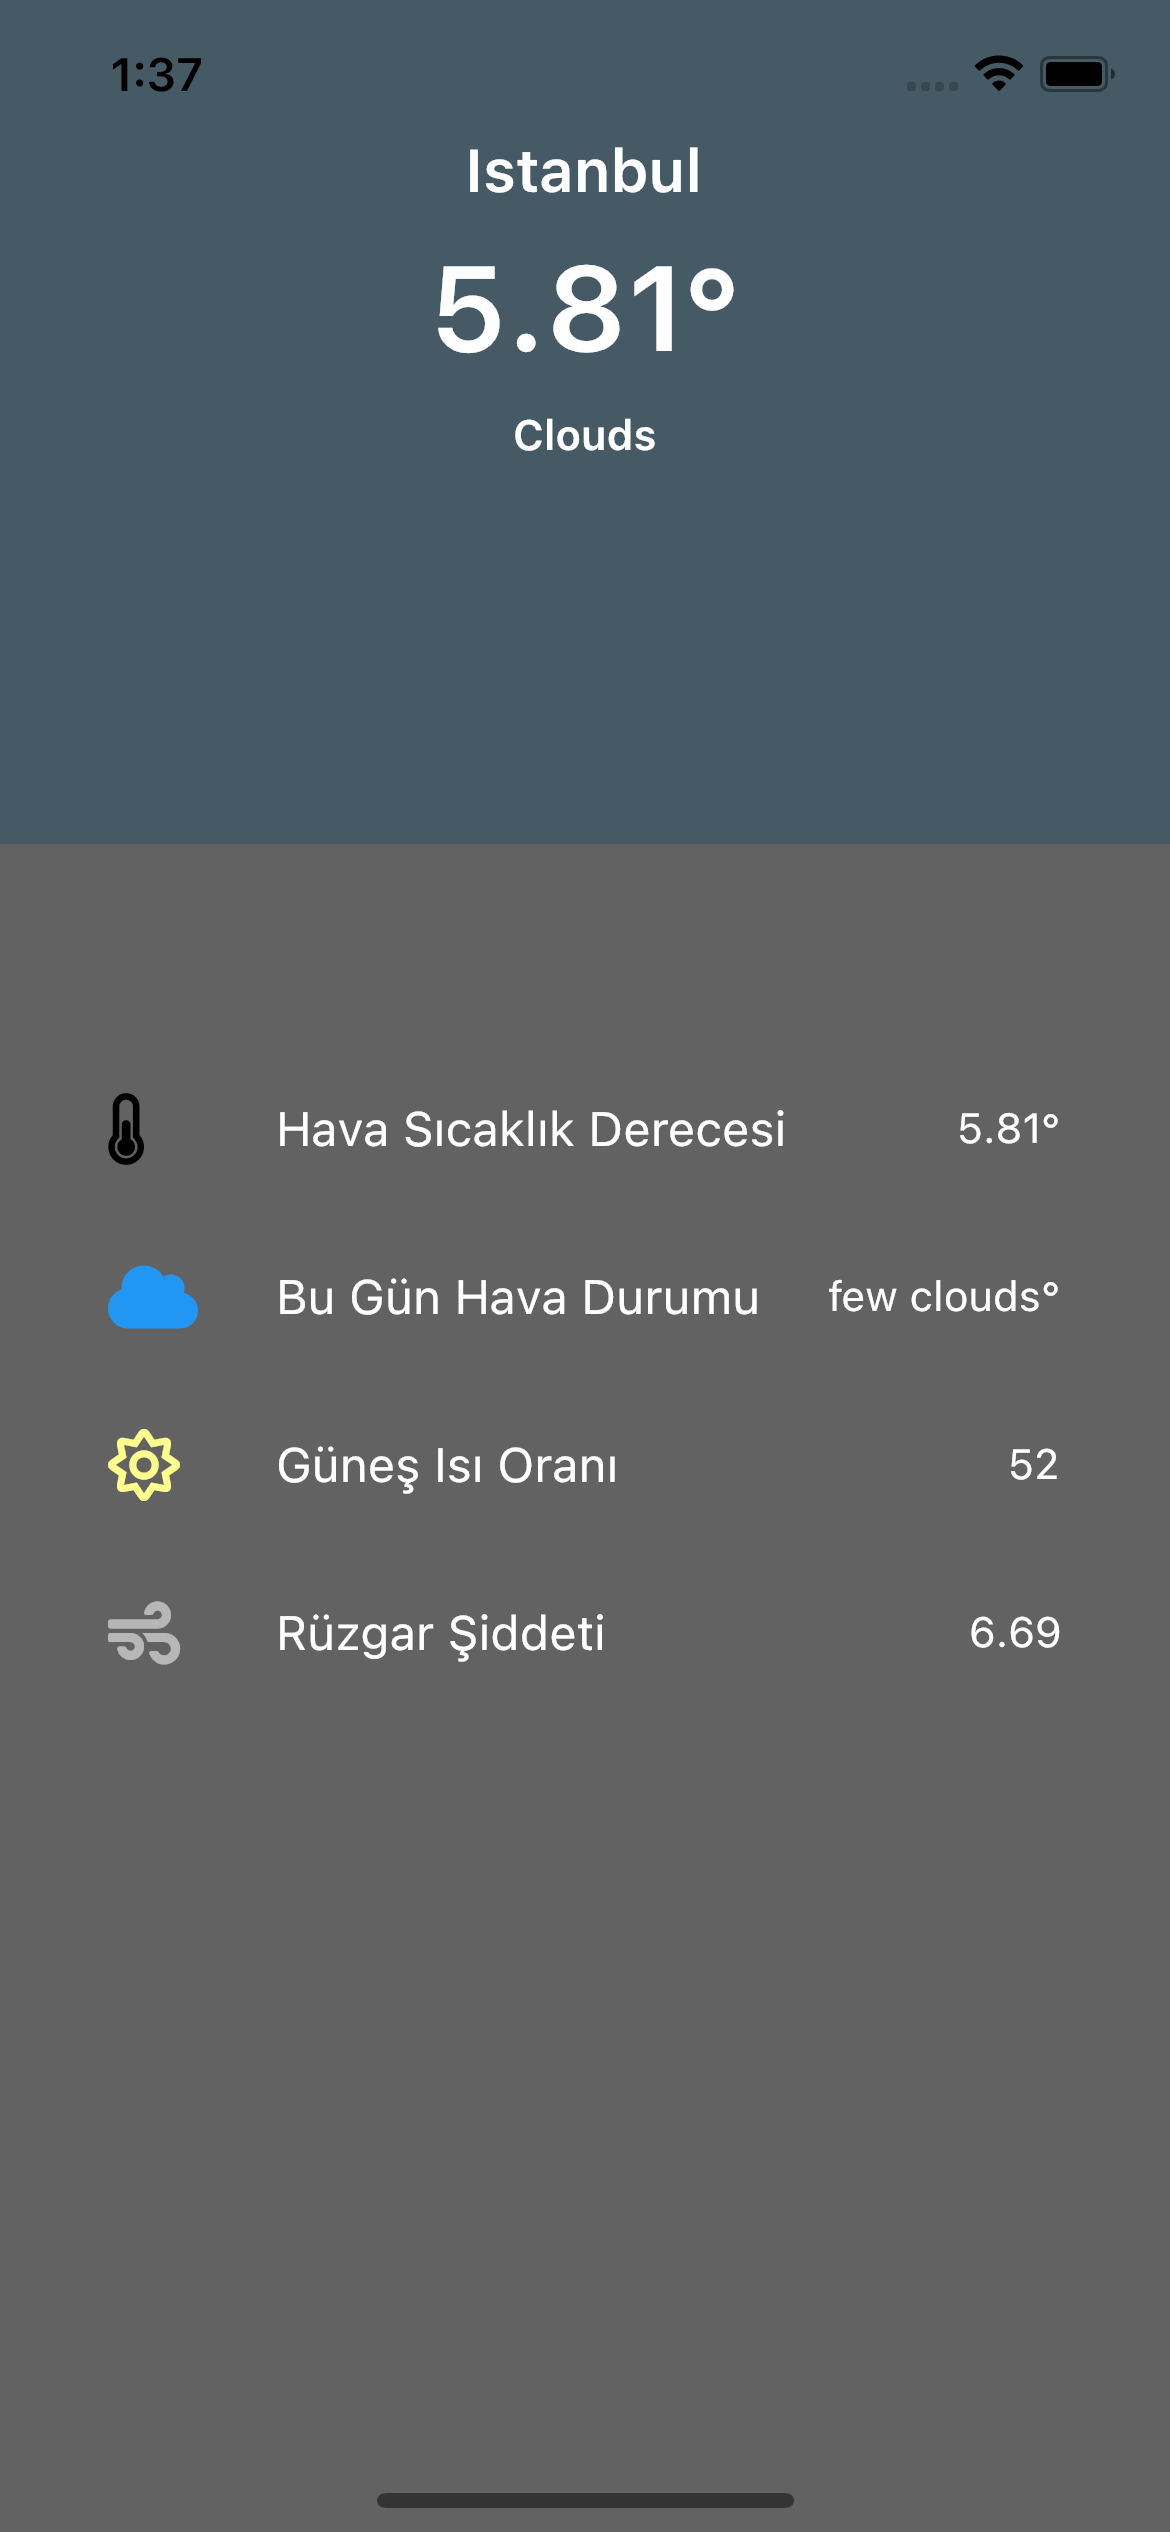 1:37
Istanbul
5.81°
Clouds
Hava Sıcaklık Derecesi 5.81°
Bu Gün Hava Durumu few clouds°
Güneş Isı Oranı 52
Rüzgar Şiddeti 6.69